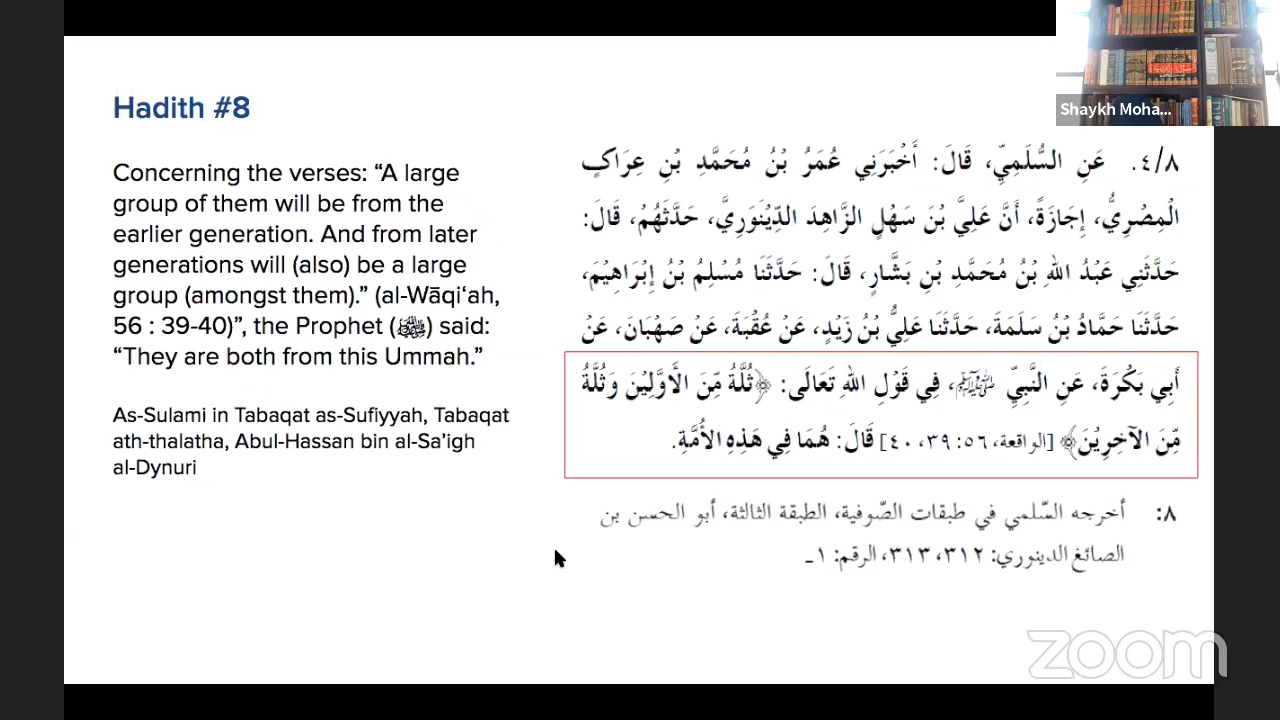 Shaykh Moha...
Hadith #8
Concerning the verses: “A large
group of them will be from the
earlier generation. And from later
generations will (also) be a large
group (amongst them).” (al-Wāqi‘ah,
56 : 39-40)”, the Prophet (ﷺ) said:
“They are both from this Ummah.”
As-Sulami in Tabaqat as-Sufiyyah, Tabaqat
ath-thalatha, Abul-Hassan bin al-Sa’igh
al-Dynuri
٤/٨. عَنِ السُّلَمِيِّ، قَالَ: أَخْبَرَنِي عُمَرُ بْنُ مُحَمَّدِ بْنِ عِرَاكٍ
الْمِصْرِيُّ، إِجَازَةً، أَنَّ عَلِيَّ بْنَ سَهْلٍ الزَّاهِدَ الدِّيْنَوَرِيَّ، حَدَّثَهُمْ، قَالَ:
حَدَّثَنِي عَبْدُ اللهِ بْنُ مُحَمَّدِ بْنِ بَشَّارٍ، قَالَ: حَدَّثَنَا مُسْلِمُ بْنُ إِبْرَاهِيْمَ،
حَدَّثَنَا حَمَّادُ بْنُ سَلَمَةَ، حَدَّثَنَا عَلِيُّ بْنُ زَيْدٍ، عَنْ عُقْبَةَ، عَنْ صَهْبَانَ، عَنْ
أَبِي بَكْرَةَ، عَنِ النَّبِيِّ ﷺ، فِي قَوْلِ اللهِ تَعَالَى: ﴿ثُلَّةٌ مِّنَ الْأَوَّلِيْنَ وَثُلَّةٌ
مِّنَ الْآخِرِيْنَ﴾ [الواقعة، ٥٦: ٣٩، ٤٠] قَالَ: هُمَا فِي هَذِهِ الْأُمَّةِ.
٨: أخرجه السّلمي في طبقات الصّوفية، الطبقة الثالثة، أبو الحسن بن
الصائغ الدينوري: ٣١٢، ٣١٣، الرقم: ١ـ
zoom